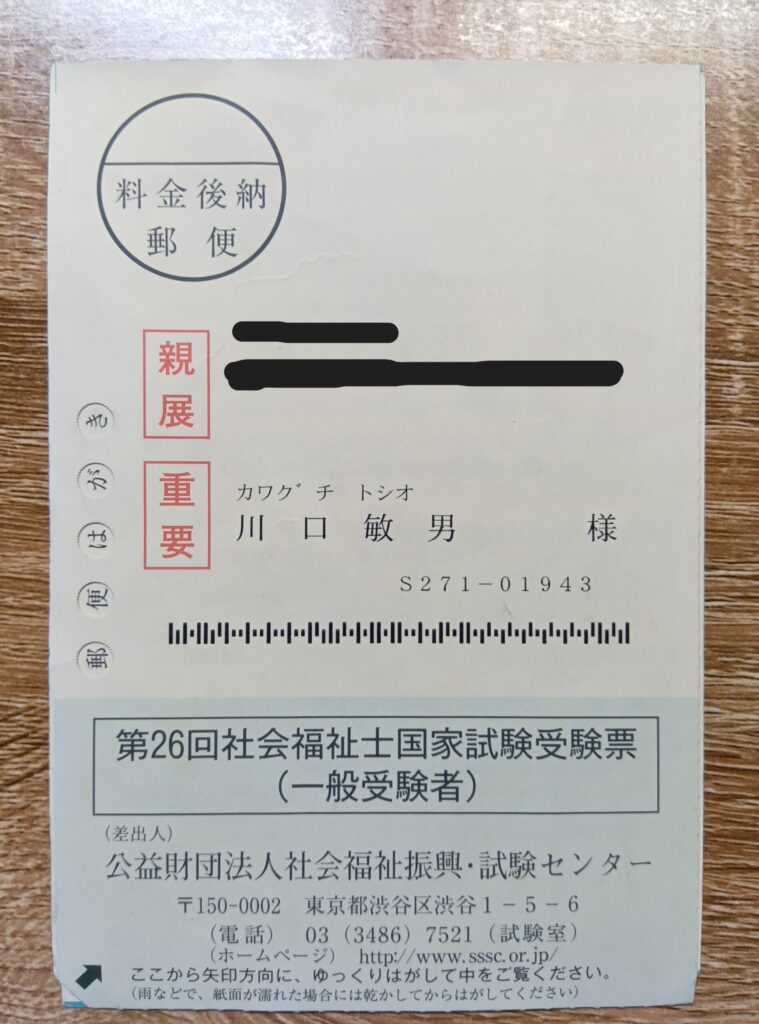 料金後納
郵便
親展
重要
カワグ゛チ トシオ
川口敏男 様
S271-01943
郵便はがき
第26回社会福祉士国家試験受験票
(一般受験者)
(差出人)
公益財団法人社会福祉振興・試験センター
〒150-0002 東京都渋谷区渋谷1-5-6
(電話) 03(3486)7521(試験室)
(ホームページ) http://www.sssc.or.jp/
ここから矢印方向に、ゆっくりはがして中をご覧ください。
(雨などで、紙面が濡れた場合には乾かしてからはがしてください)